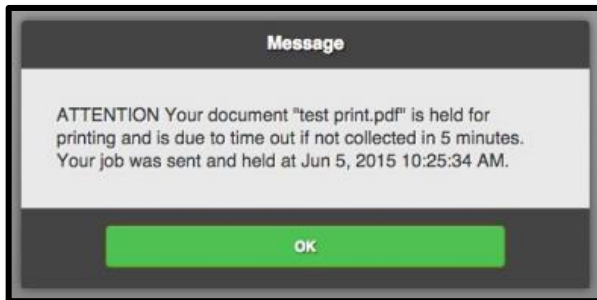 Message
ATTENTION Your document "test print.pdf" is held for
printing and is due to time out if not collected in 5 minutes.
Your job was sent and held at Jun 5, 2015 10:25:34 AM.
OK